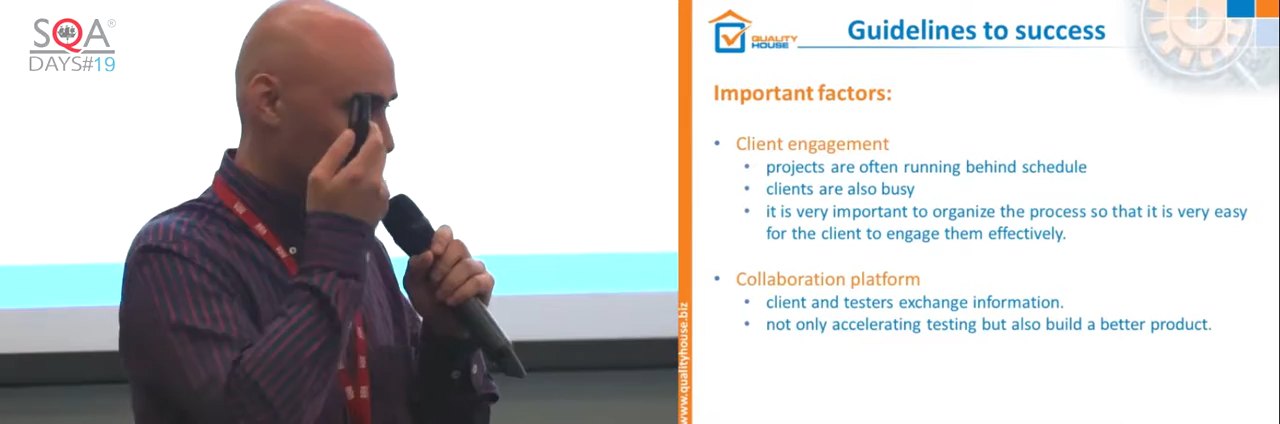 SQA®
DAYS#19
QUALITY
HOUSE
Guidelines to success
Important factors:
• Client engagement
• projects are often running behind schedule
• clients are also busy
• it is very important to organize the process so that it is very easy
for the client to engage them effectively.
• Collaboration platform
• client and testers exchange information.
• not only accelerating testing but also build a better product.
www.qualityhouse.biz